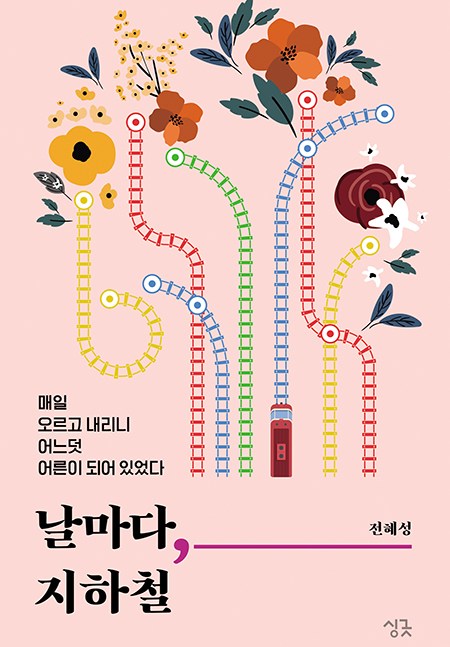 매일
오르고 내리니
어느덧
어른이 되어 있었다
날마다,
지하철
전혜성
싱긋